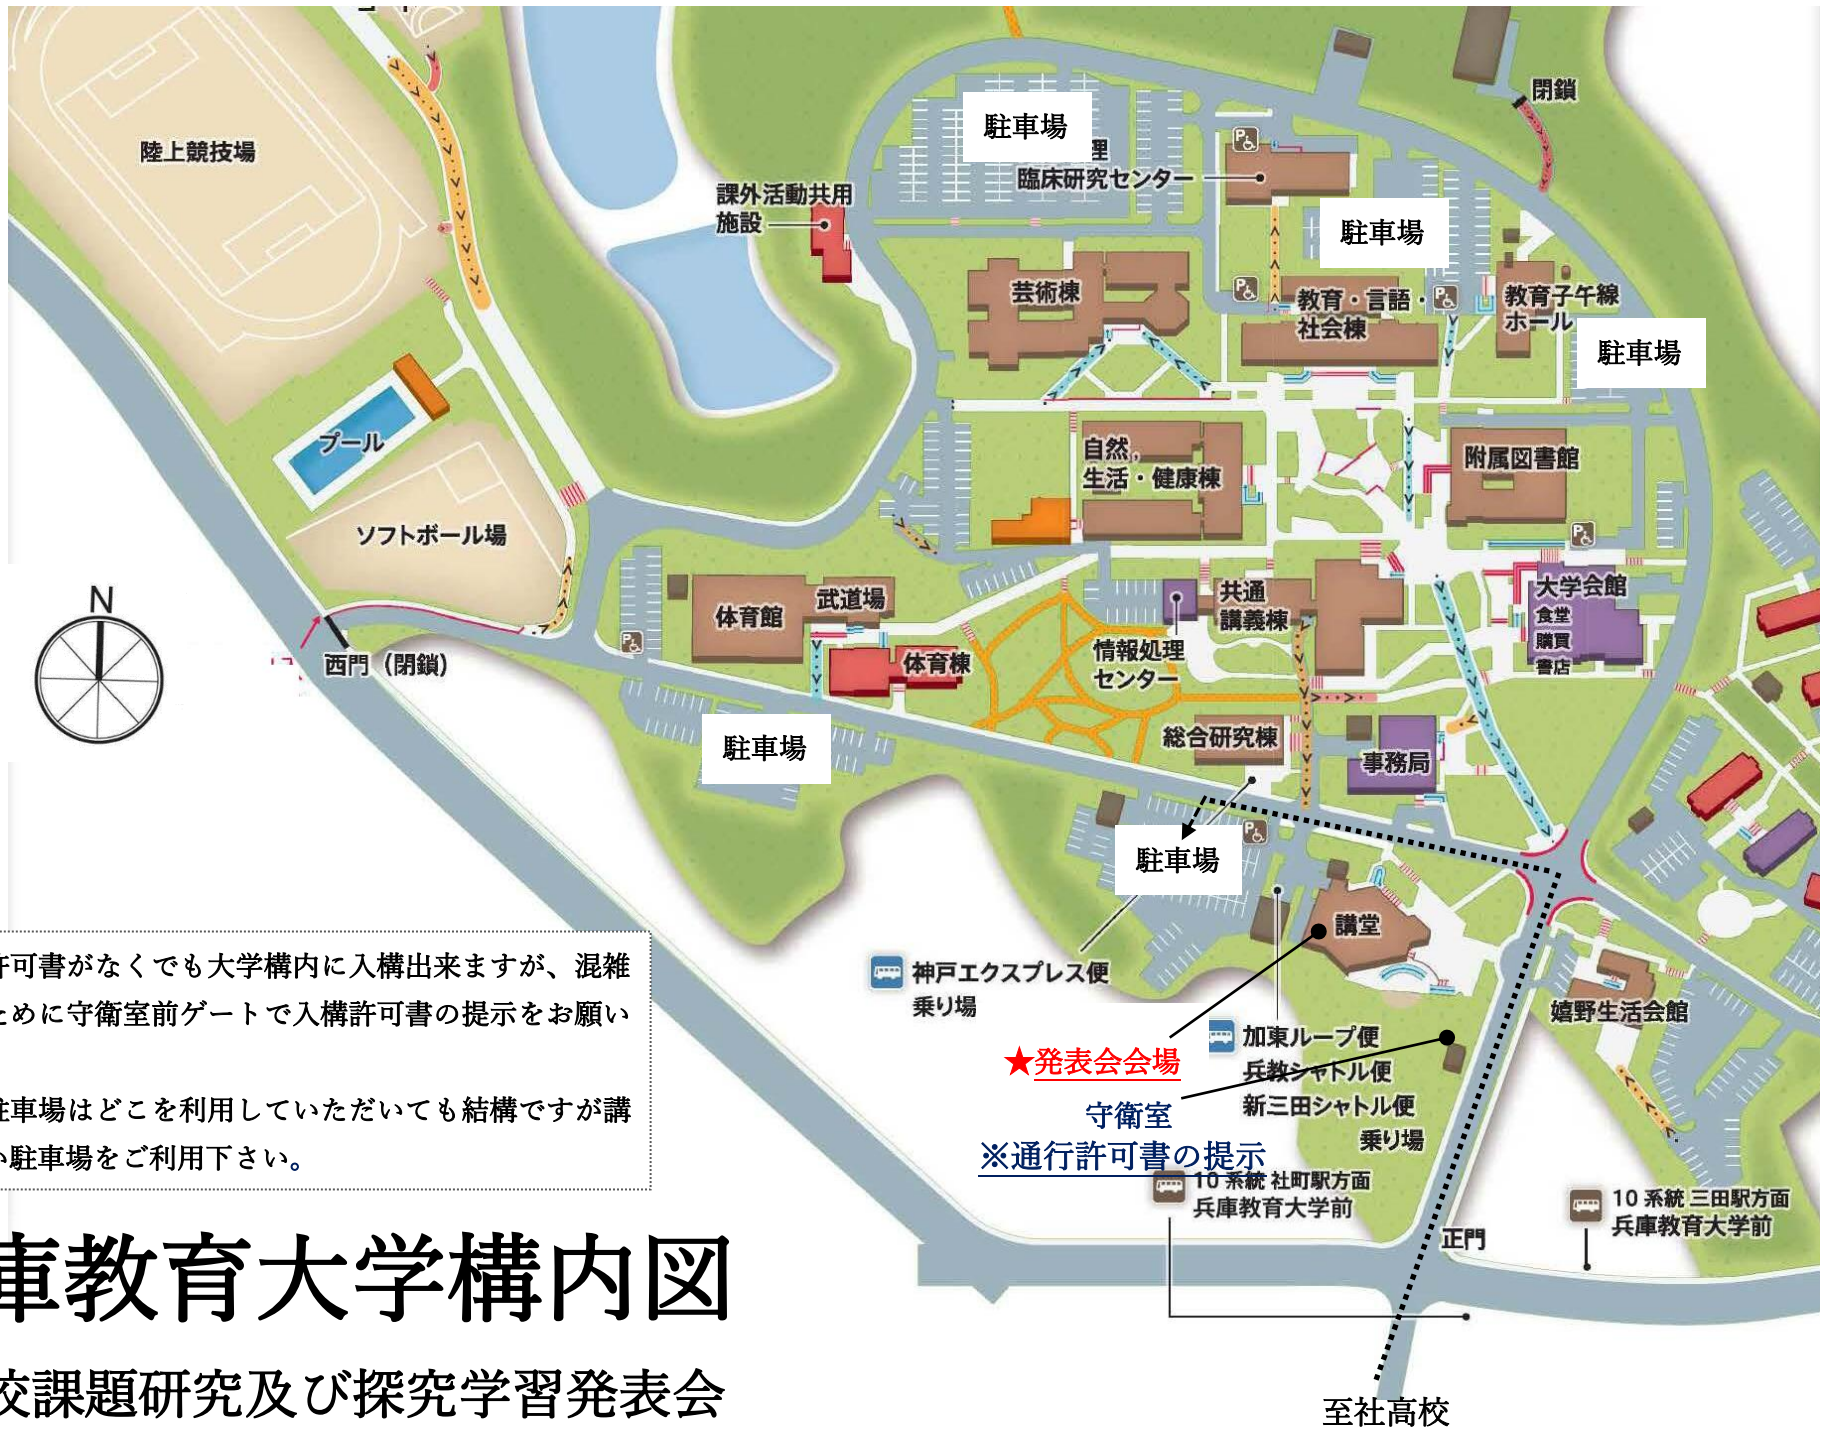 閉鎖
陸上競技場
駐車場
理
臨床研究センター
課外活動共用
施設
駐車場
芸術棟
教育・言語・
社会棟
教育子午線
ホール
駐車場
プール
自然,
生活・健康棟
附属図書館
ソフトボール場
N
体育館
武道場
共通
講義棟
大学会館
食堂
購買
書店
西門（閉鎖）
体育棟
情報処理
センター
駐車場
総合研究棟
事務局
駐車場
講堂
神戸エクスプレス便
乗り場
嬉野生活会館
許可書がなくでも大学構内に入構出来ますが、混雑
ために守衛室前ゲートで入構許可書の提示をお願い
駐車場はどこを利用していただいても結構ですが講
い駐車場をご利用下さい。
★発表会会場
加東ループ便
兵教シャトル便
新三田シャトル便
乗り場
守衛室
※通行許可書の提示
10 系統 社町駅方面
兵庫教育大学前
10 系統 三田駅方面
兵庫教育大学前
正門
庫教育大学構内図
校課題研究及び探究学習発表会
至社高校